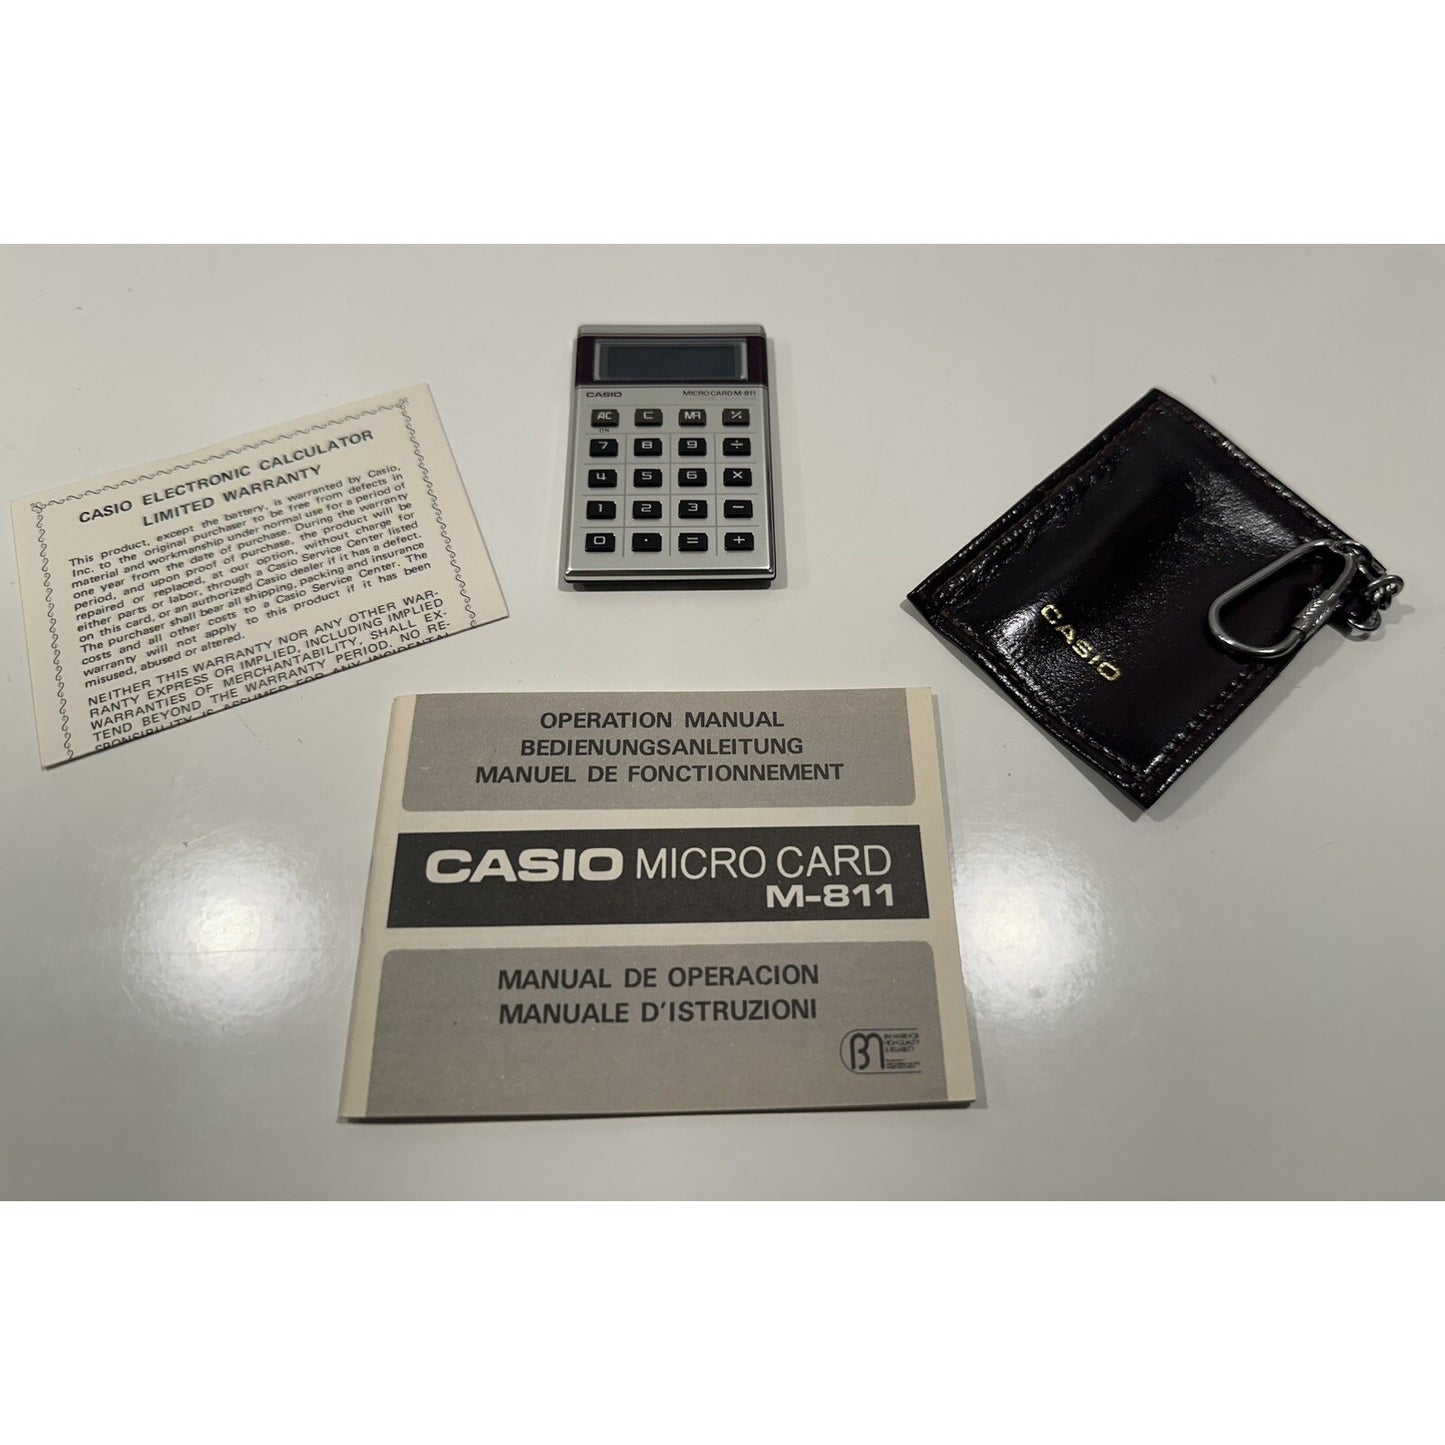 CASIO ELECTRONIC CALCULATOR
LIMITED WARRANTY
This product, except the battery, is warranted by Casio,
Inc. to the original purchaser to be free from defects in
material and workmanship under normal use for a period of
one year from the date of purchase. During the warranty
period, and upon proof of purchase, the product will be
repaired or replaced, at our option, without charge for
either parts or labor, through a Casio Service Center listed
on this card, or an authorized Casio dealer if it has a defect.
The purchaser shall bear all shipping, packing and insurance
costs and all other costs to a Casio Service Center. The
warranty will not apply to this product if it has been
misused, abused or altered.
NEITHER THIS WARRANTY NOR ANY OTHER WAR-
RANTY EXPRESS OR IMPLIED, INCLUDING IMPLIED
WARRANTIES OF MERCHANTABILITY, SHALL EX-
TEND BEYOND THE WARRANTY PERIOD. NO RE-
SPONSIBILITY IS ASSUMED FOR ANY INCIDENTAL
CASIO MICRO CARD M-811
AC C MR %
ON
7 8 9 ÷
4 5 6 ×
1 2 3 −
0 · = +
CASIO
OPERATION MANUAL
BEDIENUNGSANLEITUNG
MANUEL DE FONCTIONNEMENT
CASIO MICRO CARD
M-811
MANUAL DE OPERACION
MANUALE D'ISTRUZIONI
BM